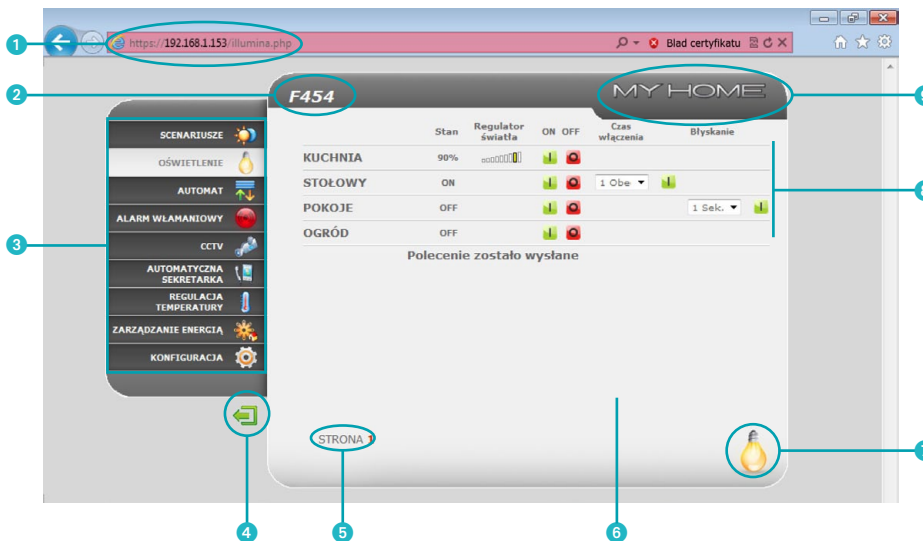 1
https://192.168.1.153/illumina.php
Blad certyfikatu
2
F454
MY HOME
3
SCENARIUSZE
OŚWIETLENIE
AUTOMAT
ALARM WŁAMANIOWY
CCTV
AUTOMATYCZNA
SEKRETARKA
REGULACJA
TEMPERATURY
ZARZĄDZANIE ENERGIĄ
KONFIGURACJA
Stan Regulator światła ON OFF Czas włączenia Błyskanie
KUCHNIA 90%
STOŁOWY ON 1 Obe
POKOJE OFF 1 Sek.
OGRÓD OFF
Polecenie zostało wysłane
STRONA 1
4
5
6